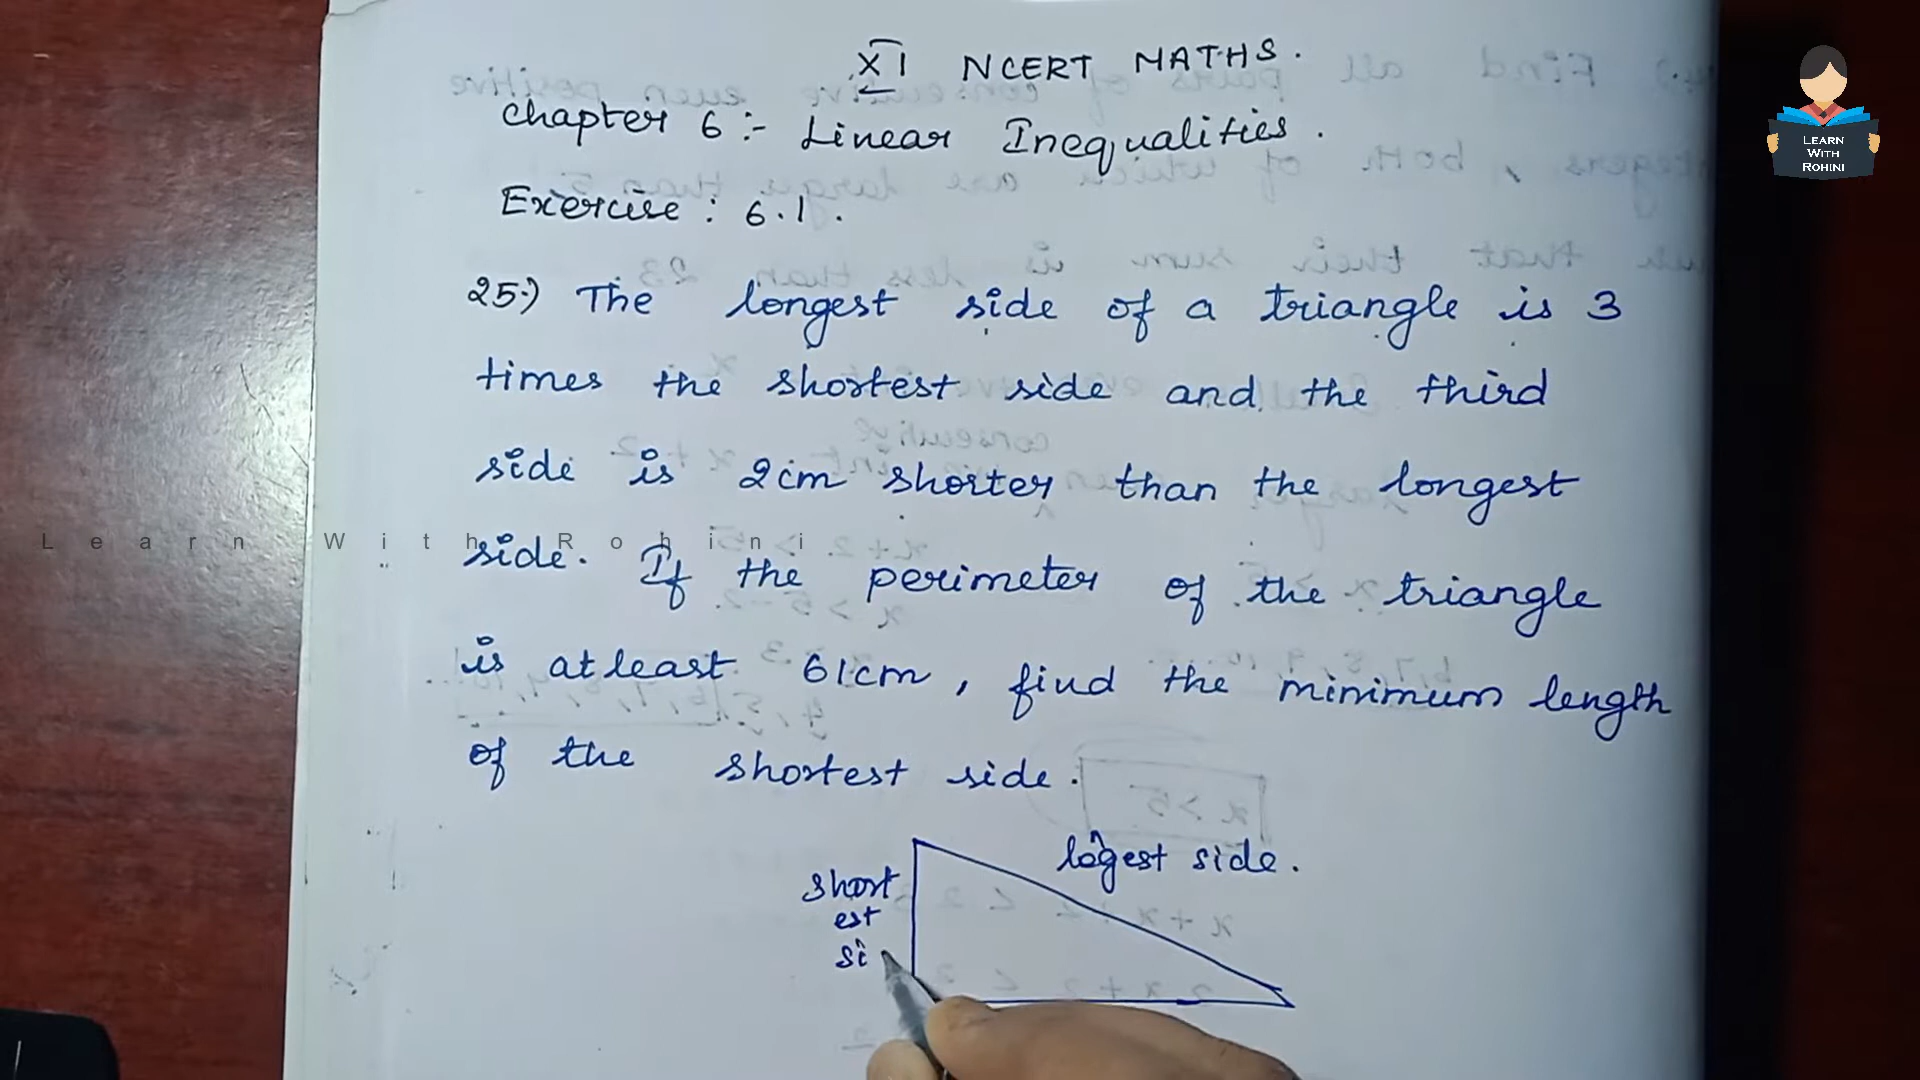 XI NCERT MATHS.
Chapter 6 :- Linear Inequalities.
Exercise : 6.1.
25.) The longest side of a triangle is 3
times the shortest side and the third
side is 2cm shorter than the longest
side. If the perimeter of the triangle
is atleast 61cm, find the minimum length
of the shortest side.
logest side.
short
est
si
LEARN
WITH
ROHINI
Learn With Rohini